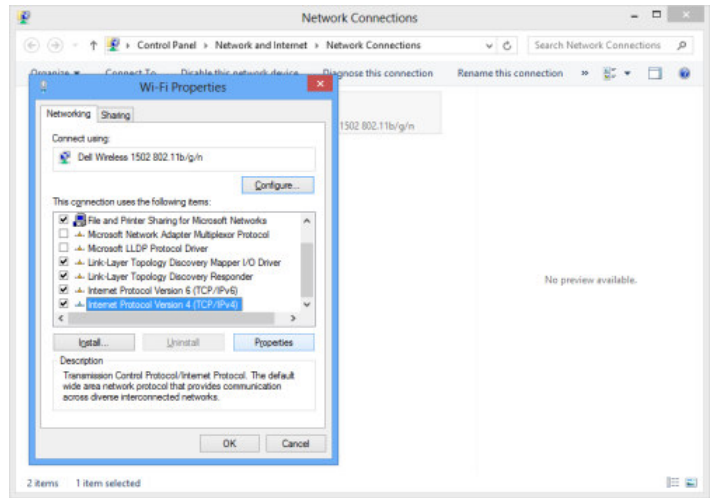 Network Connections
Control Panel › Network and Internet › Network Connections
Search Network Connections
Organize
Connect To
Disable this network device
Diagnose this connection
Rename this connection »
Wi-Fi Properties
Networking
Sharing
1502 802.11b/g/n
Connect using:
Dell Wireless 1502 802.11b/g/n
Configure...
This connection uses the following items:
File and Printer Sharing for Microsoft Networks
Microsoft Network Adapter Multiplexor Protocol
Microsoft LLDP Protocol Driver
Link-Layer Topology Discovery Mapper I/O Driver
Link-Layer Topology Discovery Responder
Internet Protocol Version 6 (TCP/IPv6)
Internet Protocol Version 4 (TCP/IPv4)
No preview available.
Install...
Uninstall
Properties
Description
Transmission Control Protocol/Internet Protocol. The default
wide area network protocol that provides communication
across diverse interconnected networks.
OK
Cancel
2 items
1 item selected